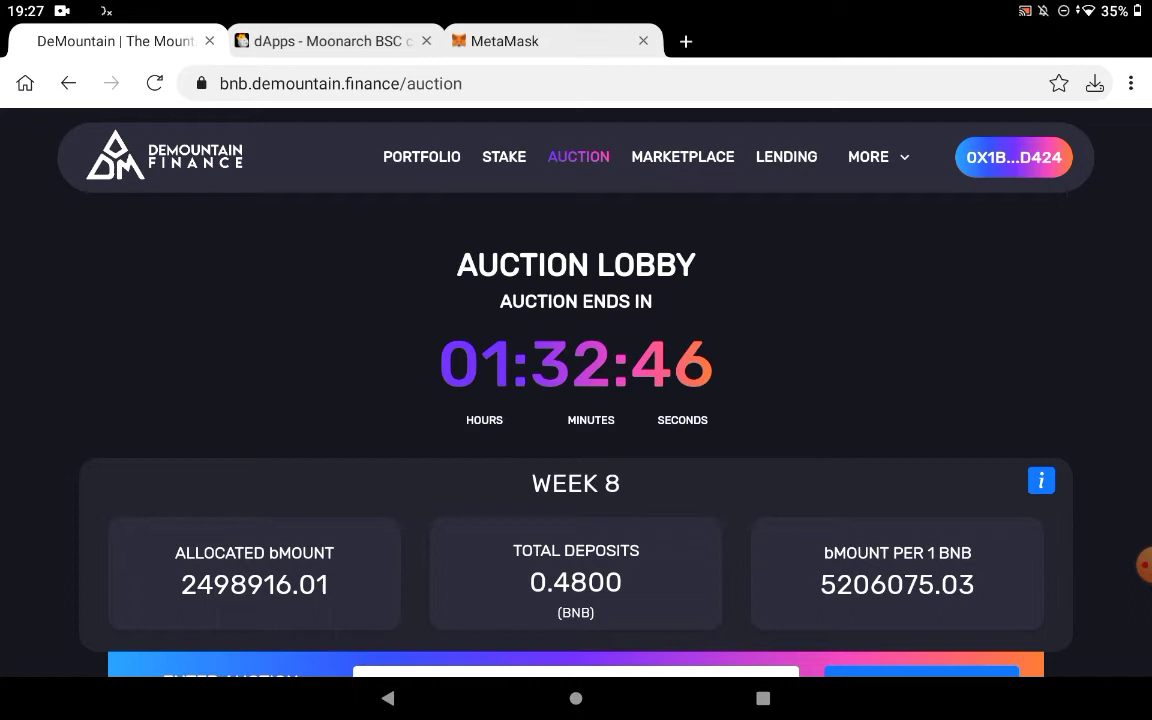 19:27
35%
DeMountain | The Mount
dApps - Moonarch BSC c
MetaMask
bnb.demountain.finance/auction
DEMOUNTAIN
FINANCE
PORTFOLIO STAKE AUCTION MARKETPLACE LENDING MORE
0X1B...D424
AUCTION LOBBY
AUCTION ENDS IN
01:32:46
HOURS MINUTES SECONDS
WEEK 8
i
ALLOCATED bMOUNT
2498916.01
TOTAL DEPOSITS
0.4800
(BNB)
bMOUNT PER 1 BNB
5206075.03
ENTER AUCTION